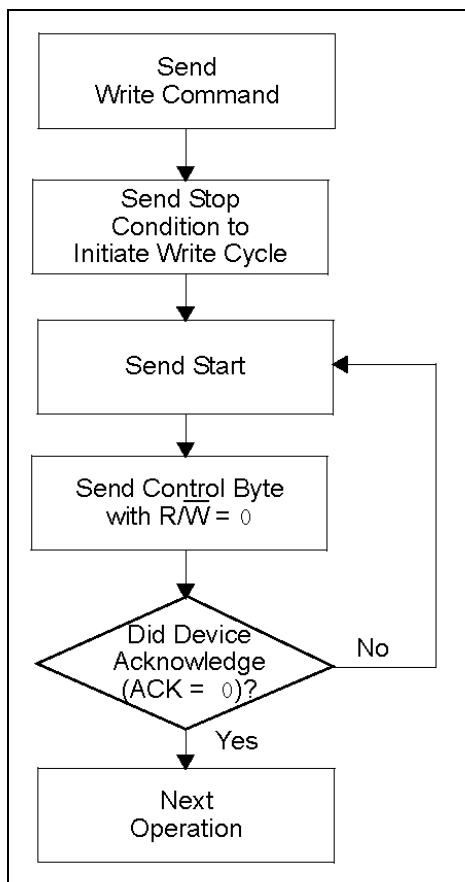 Send
Write Command
Send Stop
Condition to
Initiate Write Cycle
Send Start
Send Control Byte
with R/W̅ = 0
Did Device
Acknowledge
(ACK = 0)?
No
Yes
Next
Operation